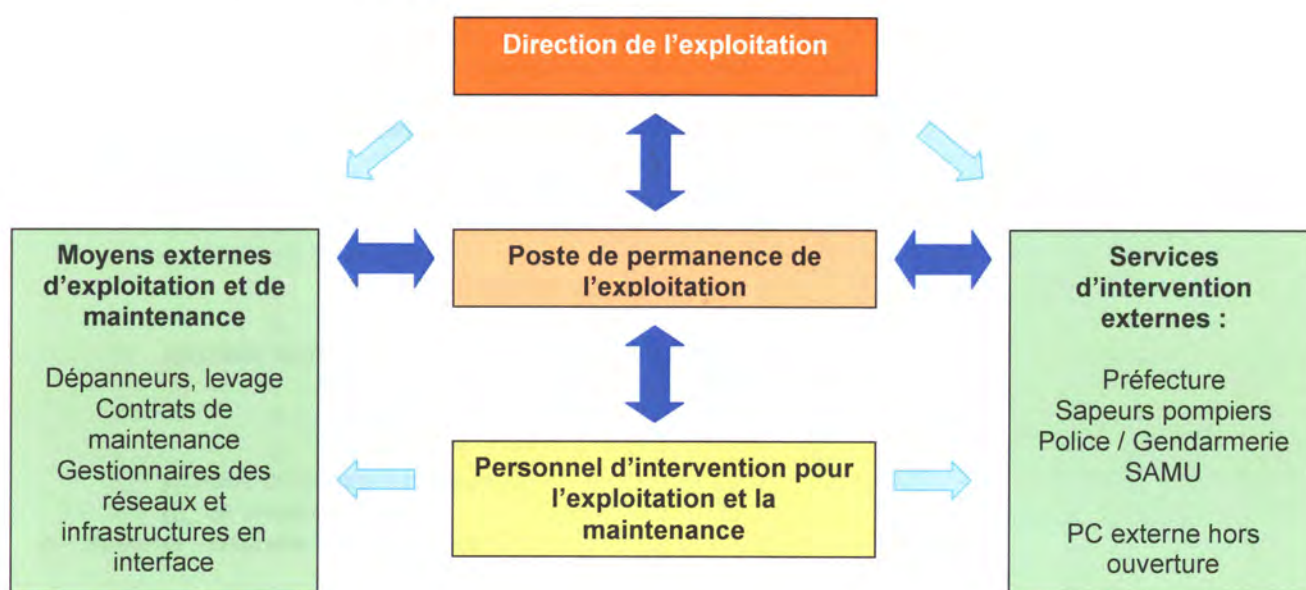 Direction de l'exploitation
Moyens externes
d'exploitation et de
maintenance
Dépanneurs, levage
Contrats de
maintenance
Gestionnaires des
réseaux et
infrastructures en
interface
Poste de permanence de
l'exploitation
Personnel d'intervention pour
l'exploitation et la
maintenance
Services
d'intervention
externes :
Préfecture
Sapeurs pompiers
Police / Gendarmerie
SAMU
PC externe hors
ouverture